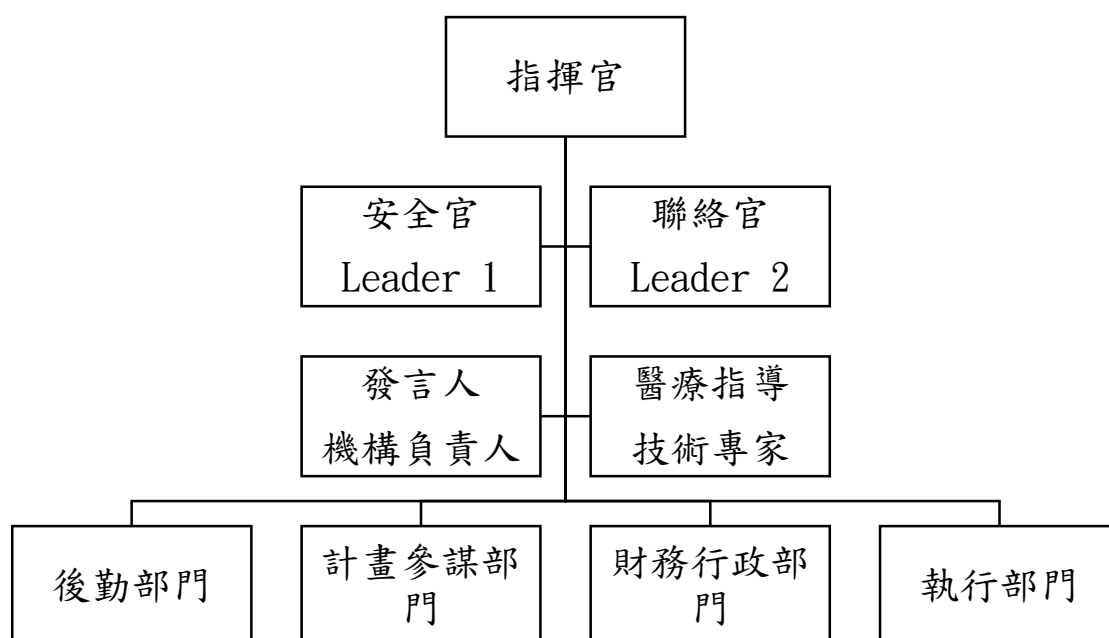 指揮官
安全官
Leader 1
聯絡官
Leader 2
發言人
機構負責人
醫療指導
技術專家
後勤部門
計畫參謀部
門
財務行政部
門
執行部門